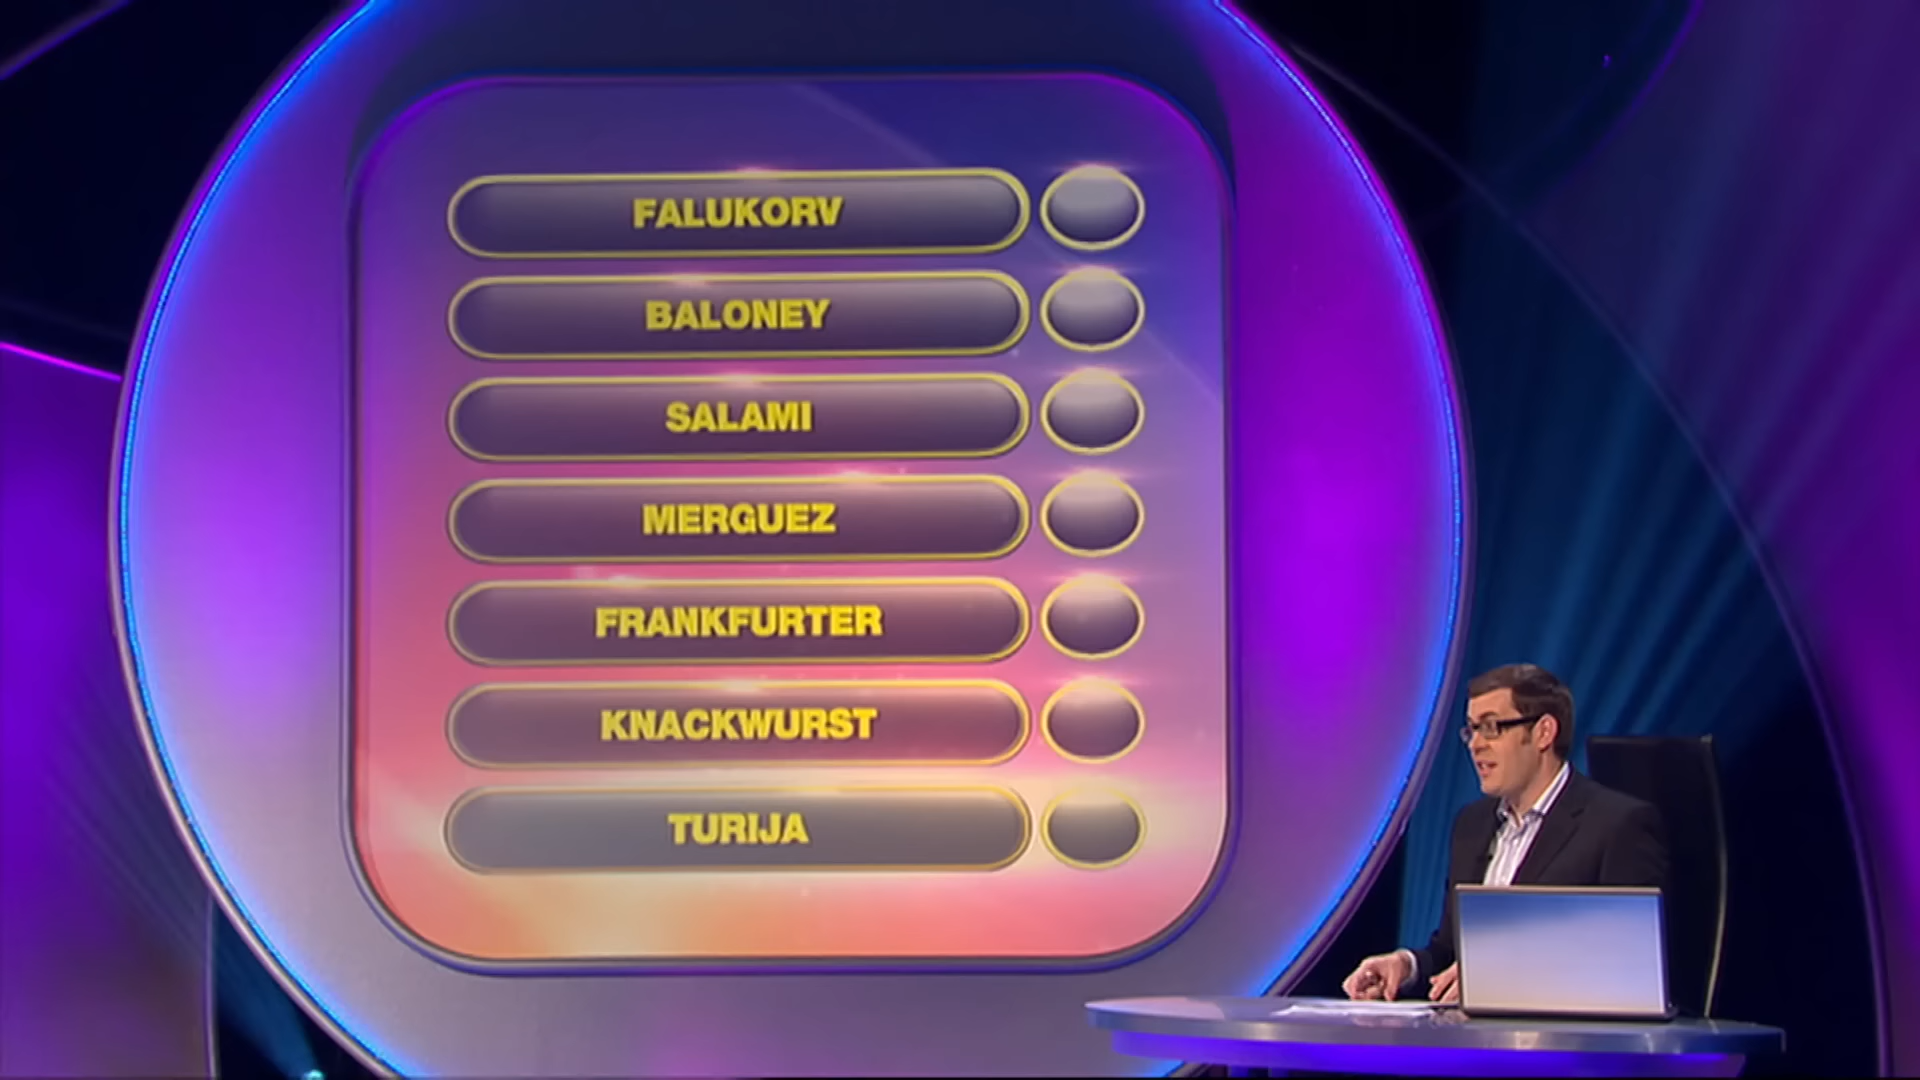 FALUKORV
BALONEY
SALAMI
MERGUEZ
FRANKFURTER
KNACKWURST
TURIJA